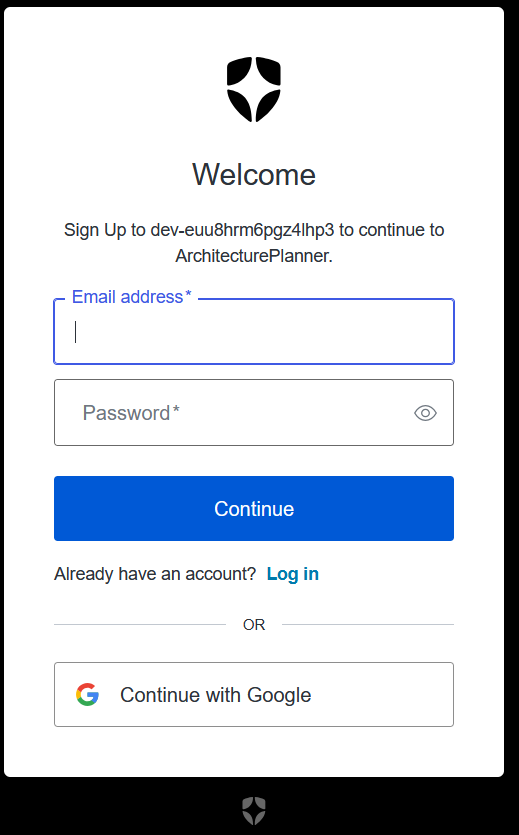 Welcome
Sign Up to dev-euu8hrm6pgz4lhp3 to continue to
ArchitecturePlanner.
Email address*
Password*
Continue
Already have an account? Log in
OR
Continue with Google